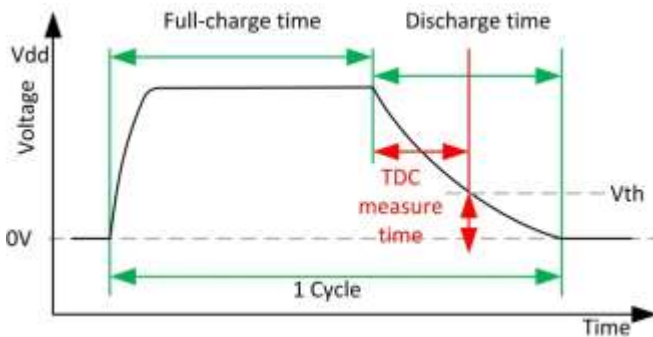 Full-charge time
Discharge time
Vdd
Voltage
TDC
measure
time
Vth
0V
1 Cycle
Time